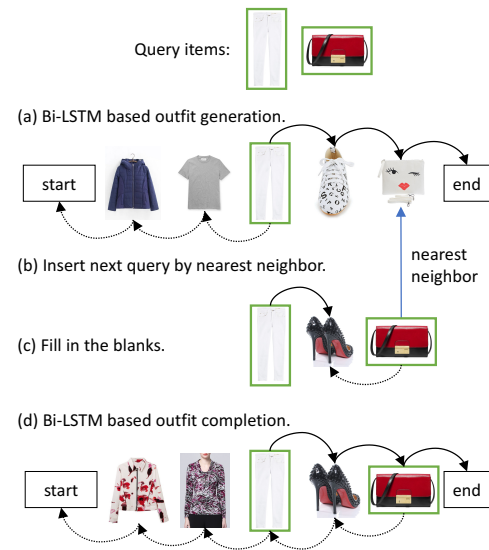 Query items:
(a) Bi-LSTM based outfit generation.
start
end
(b) Insert next query by nearest neighbor.
nearest
neighbor
(c) Fill in the blanks.
(d) Bi-LSTM based outfit completion.
start
end